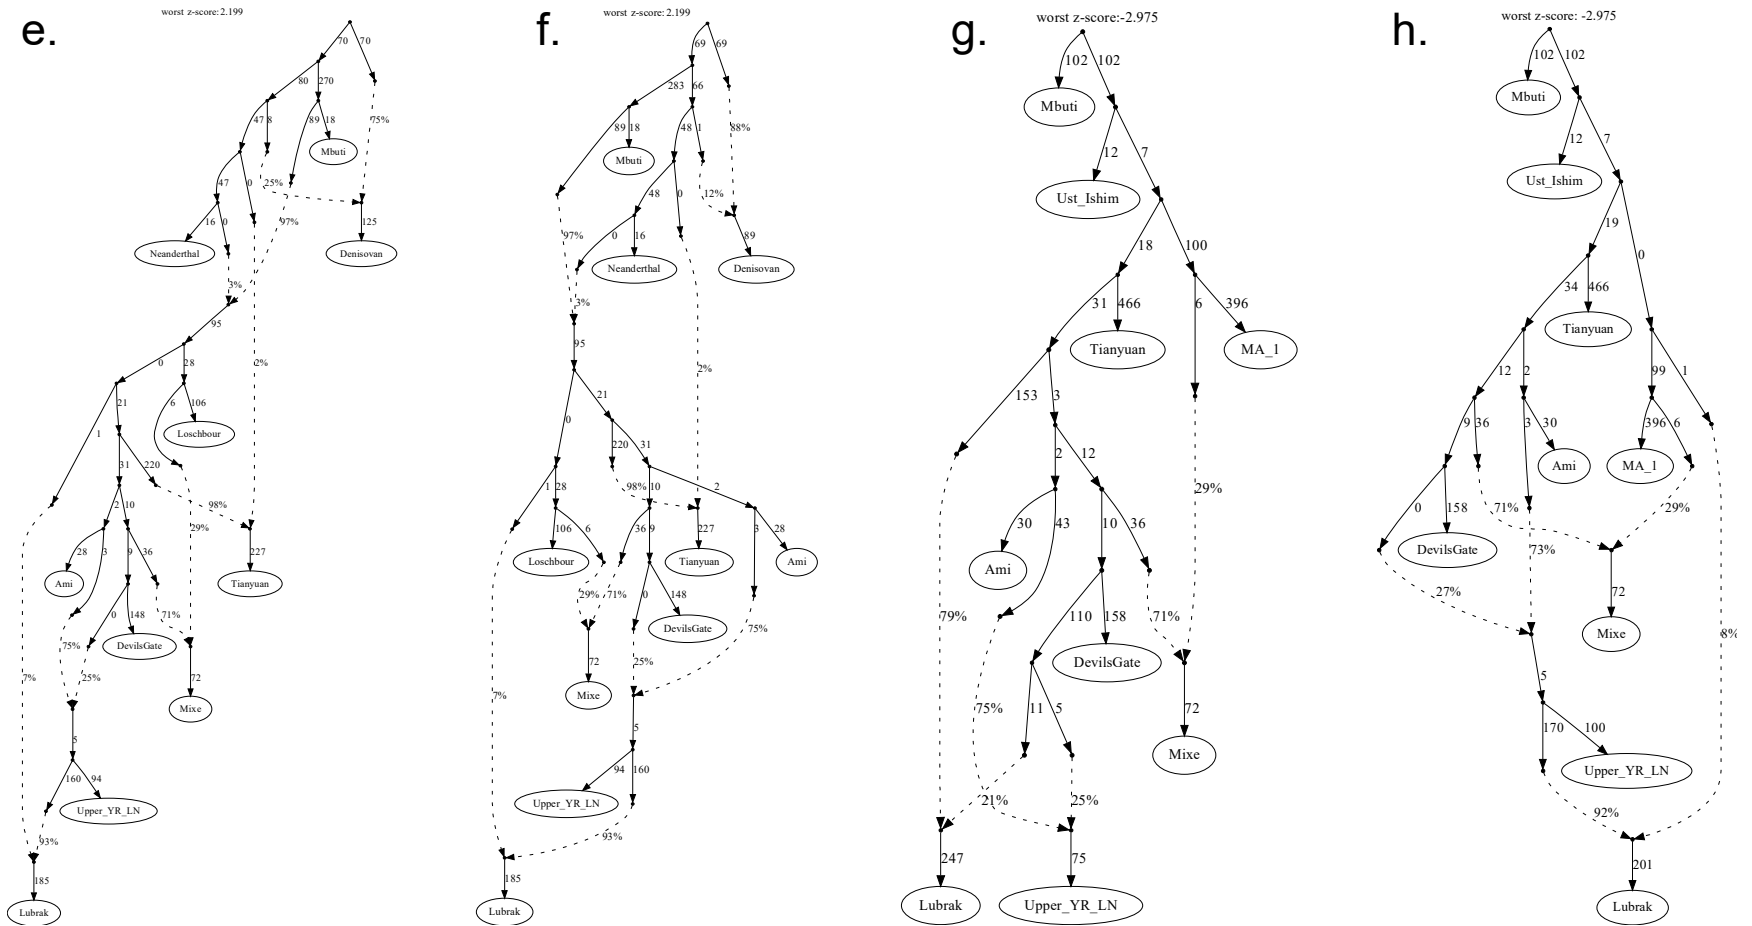 e.
worst z-score:2.199
70 70
80 270
47 8 89 18 75%
Mbuti
47 0 25%
16 0 97% 125
Neanderthal Denisovan
3%
95
0 28 2%
21 6 106
Loschbour
1
31 220
98%
2 10 29%
28 3 9 36 227
Ami Tianyuan
0 148 71%
DevilsGate
75%
7% 25% 72
Mixe
5
160 94
Upper_YR_LN
93%
185
Lubrak
f.
worst z-score: 2.199
69 69
283 66
89 18 48 1 88%
Mbuti
48 0 12%
97% 0 16 89
Neanderthal Denisovan
3%
95
2%
21
0
220 31
1 28 98% 10 2
106 6 36 9 227 3 28
Loschbour Tianyuan Ami
29% 71% 0 148
DevilsGate 75%
72 25%
7% Mixe
5
94 160
Upper_YR_LN
93%
185
Lubrak
g.
worst z-score:-2.975
102 102
Mbuti
12 7
Ust_Ishim
18 100
31 466 6 396
Tianyuan MA_1
153 3
2 12
29%
30 43 10 36
Ami
79% 110 158 71%
DevilsGate
75% 11 5 72
Mixe
21% 25%
247 75
Lubrak Upper_YR_LN
h.
worst z-score: -2.975
102 102
Mbuti
12 7
Ust_Ishim
19
0
34 466
Tianyuan
12 2 99 1
9 36 3 30 396 6
Ami MA_1
0 158 71% 29%
DevilsGate 73%
27% 72
Mixe 8%
5
170 100
Upper_YR_LN
92%
201
Lubrak